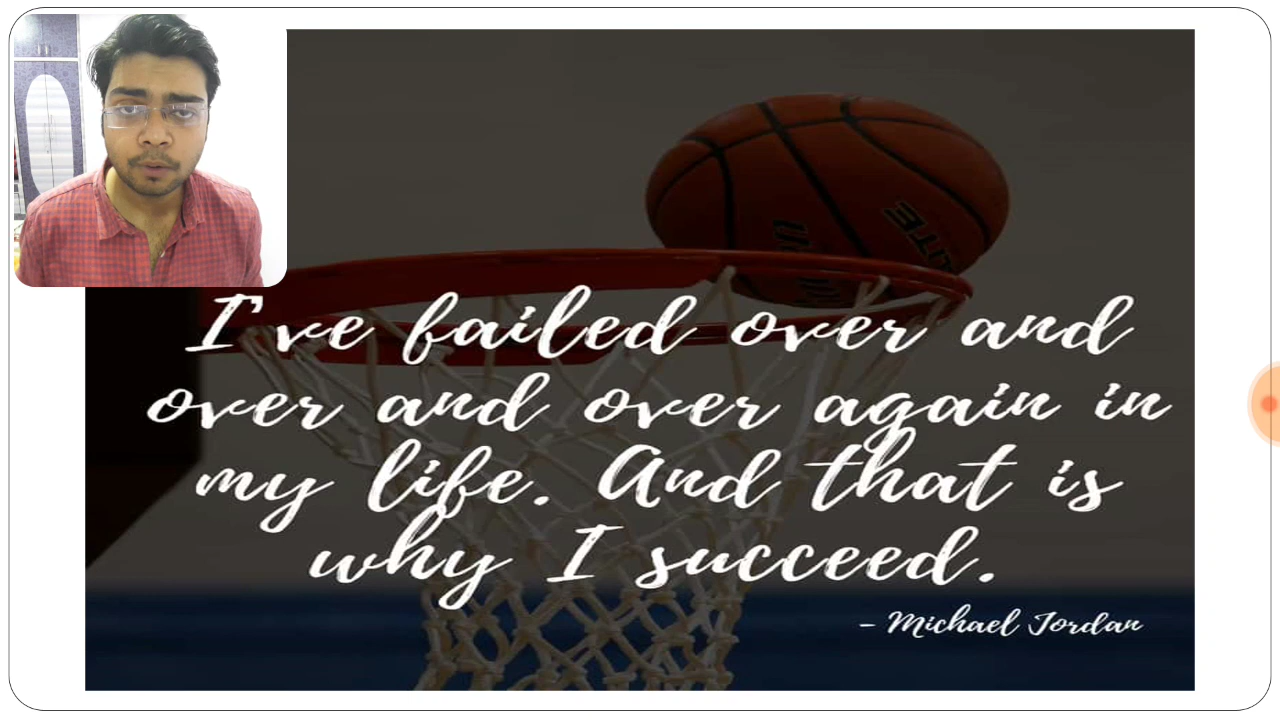 I've failed over and
over and over again in
my life. And that is
why I succeed.
- Michael Jordan